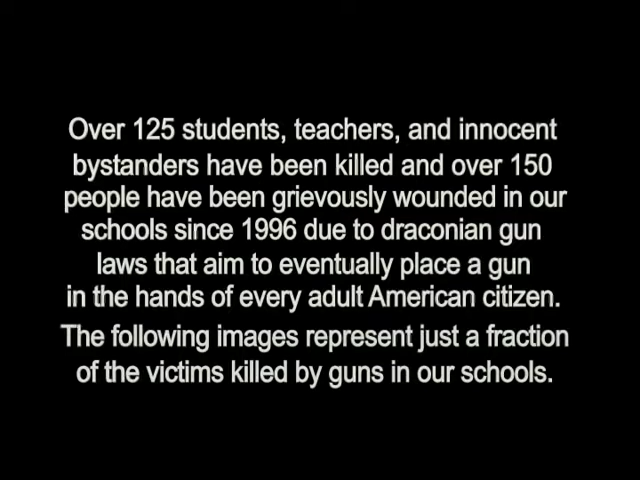 Over 125 students, teachers, and innocent
bystanders have been killed and over 150
people have been grievously wounded in our
schools since 1996 due to draconian gun
laws that aim to eventually place a gun
in the hands of every adult American citizen.
The following images represent just a fraction
of the victims killed by guns in our schools.